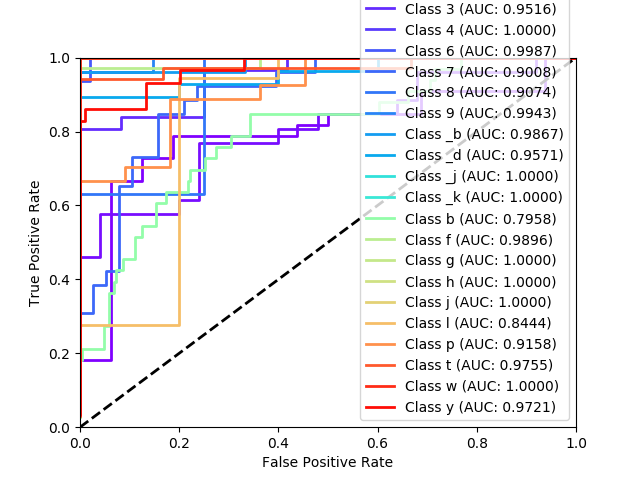 Class 3 (AUC: 0.9516)
Class 4 (AUC: 1.0000)
Class 6 (AUC: 0.9987)
Class 7 (AUC: 0.9008)
Class 8 (AUC: 0.9074)
Class 9 (AUC: 0.9943)
Class _b (AUC: 0.9867)
Class _d (AUC: 0.9571)
Class _j (AUC: 1.0000)
Class _k (AUC: 1.0000)
Class b (AUC: 0.7958)
Class f (AUC: 0.9896)
Class g (AUC: 1.0000)
Class h (AUC: 1.0000)
Class j (AUC: 1.0000)
Class l (AUC: 0.8444)
Class p (AUC: 0.9158)
Class t (AUC: 0.9755)
Class w (AUC: 1.0000)
Class y (AUC: 0.9721)
True Positive Rate
1.0
0.8
0.6
0.4
0.2
0.0
0.0 0.2 0.4 0.6 0.8 1.0
False Positive Rate